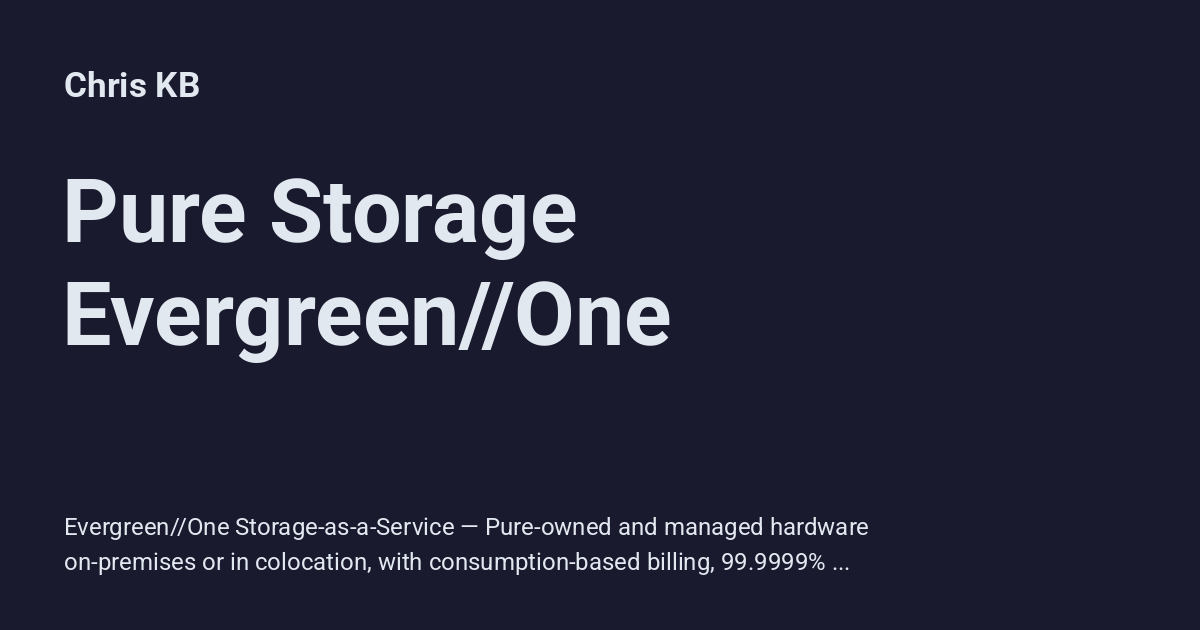 Chris KB
Pure Storage
Evergreen//One
Evergreen//One Storage-as-a-Service — Pure-owned and managed hardware
on-premises or in colocation, with consumption-based billing, 99.9999% ...